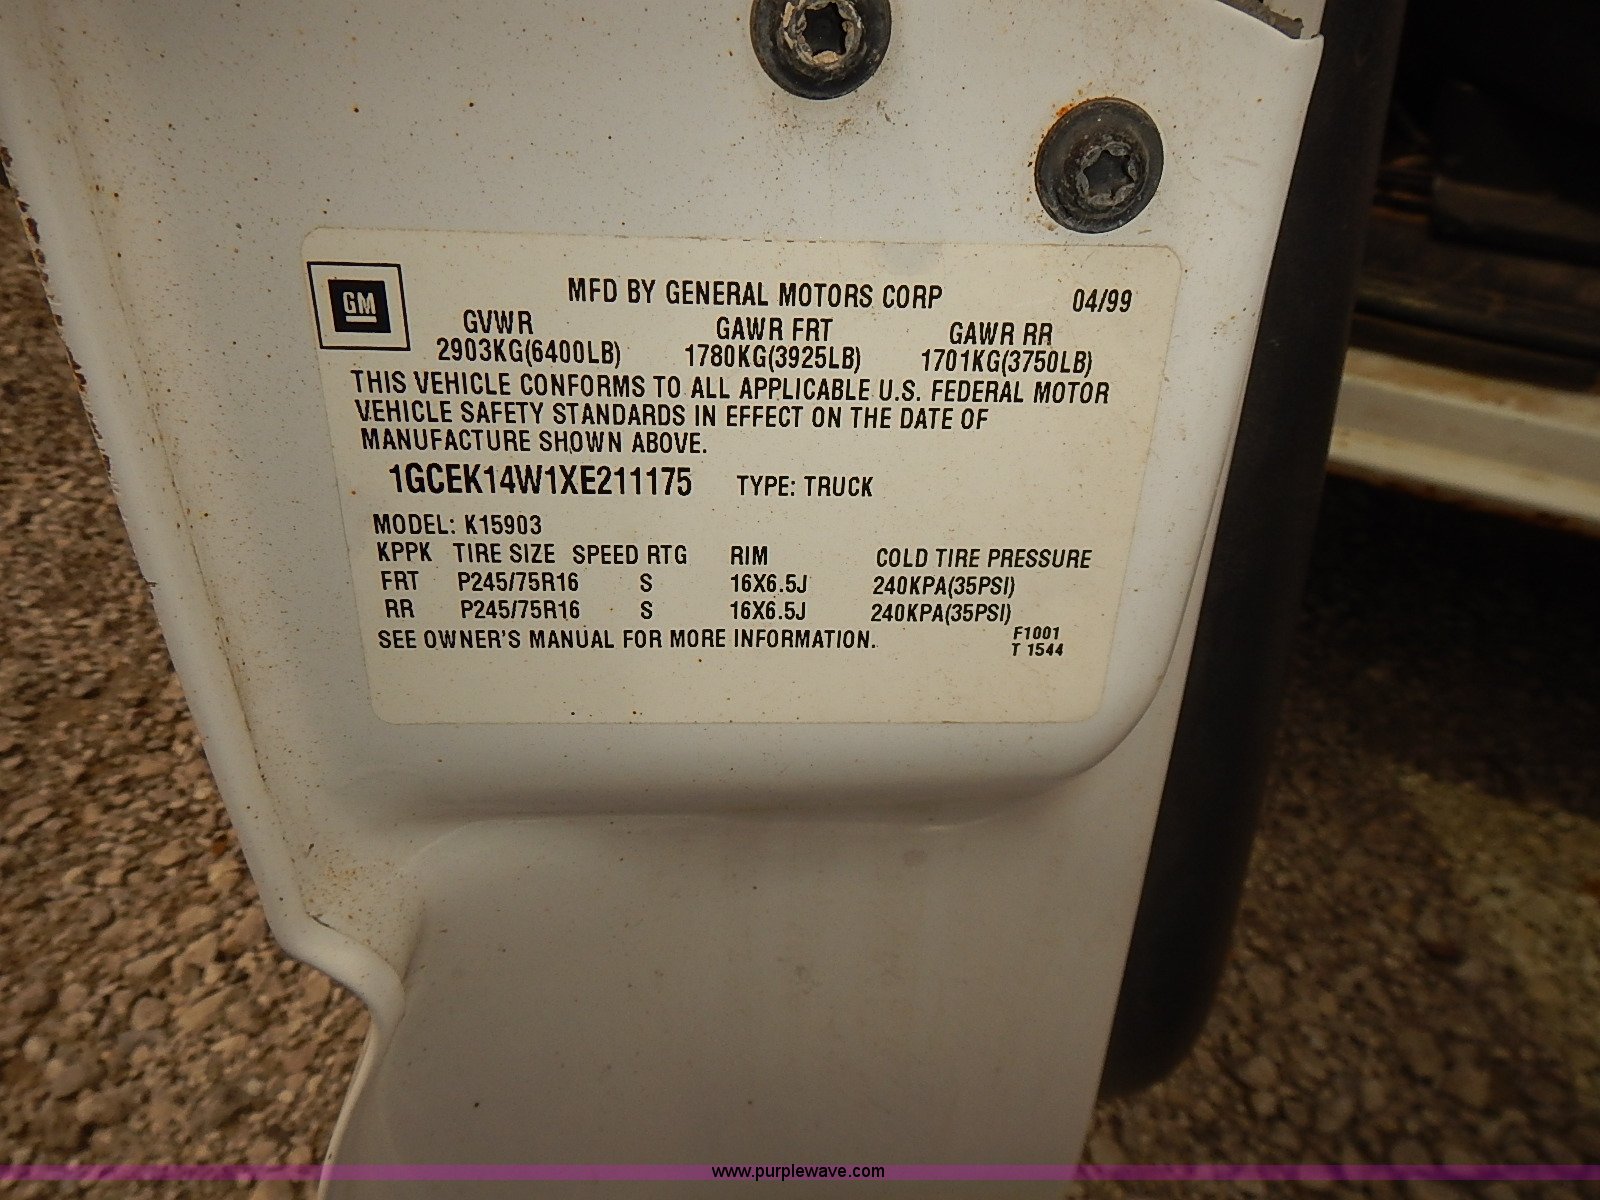 GM
MFD BY GENERAL MOTORS CORP 04/99
GVWR GAWR FRT GAWR RR
2903KG(6400LB) 1780KG(3925LB) 1701KG(3750LB)
THIS VEHICLE CONFORMS TO ALL APPLICABLE U.S. FEDERAL MOTOR
VEHICLE SAFETY STANDARDS IN EFFECT ON THE DATE OF
MANUFACTURE SHOWN ABOVE.
1GCEK14W1XE211175 TYPE: TRUCK
MODEL: K15903
KPPK TIRE SIZE SPEED RTG RIM COLD TIRE PRESSURE
FRT P245/75R16 S 16X6.5J 240KPA(35PSI)
RR P245/75R16 S 16X6.5J 240KPA(35PSI)
SEE OWNER'S MANUAL FOR MORE INFORMATION. F1001
T 1544
www.purplewave.com